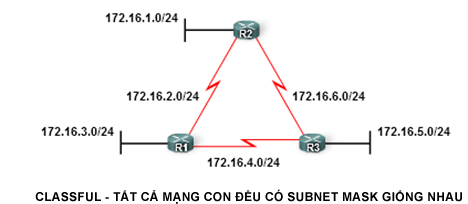 172.16.1.0/24
R2
172.16.2.0/24
172.16.6.0/24
172.16.3.0/24
R1
R3
172.16.5.0/24
172.16.4.0/24
CLASSFUL - TẤT CẢ MẠNG CON ĐỀU CÓ SUBNET MASK GIỐNG NHAU